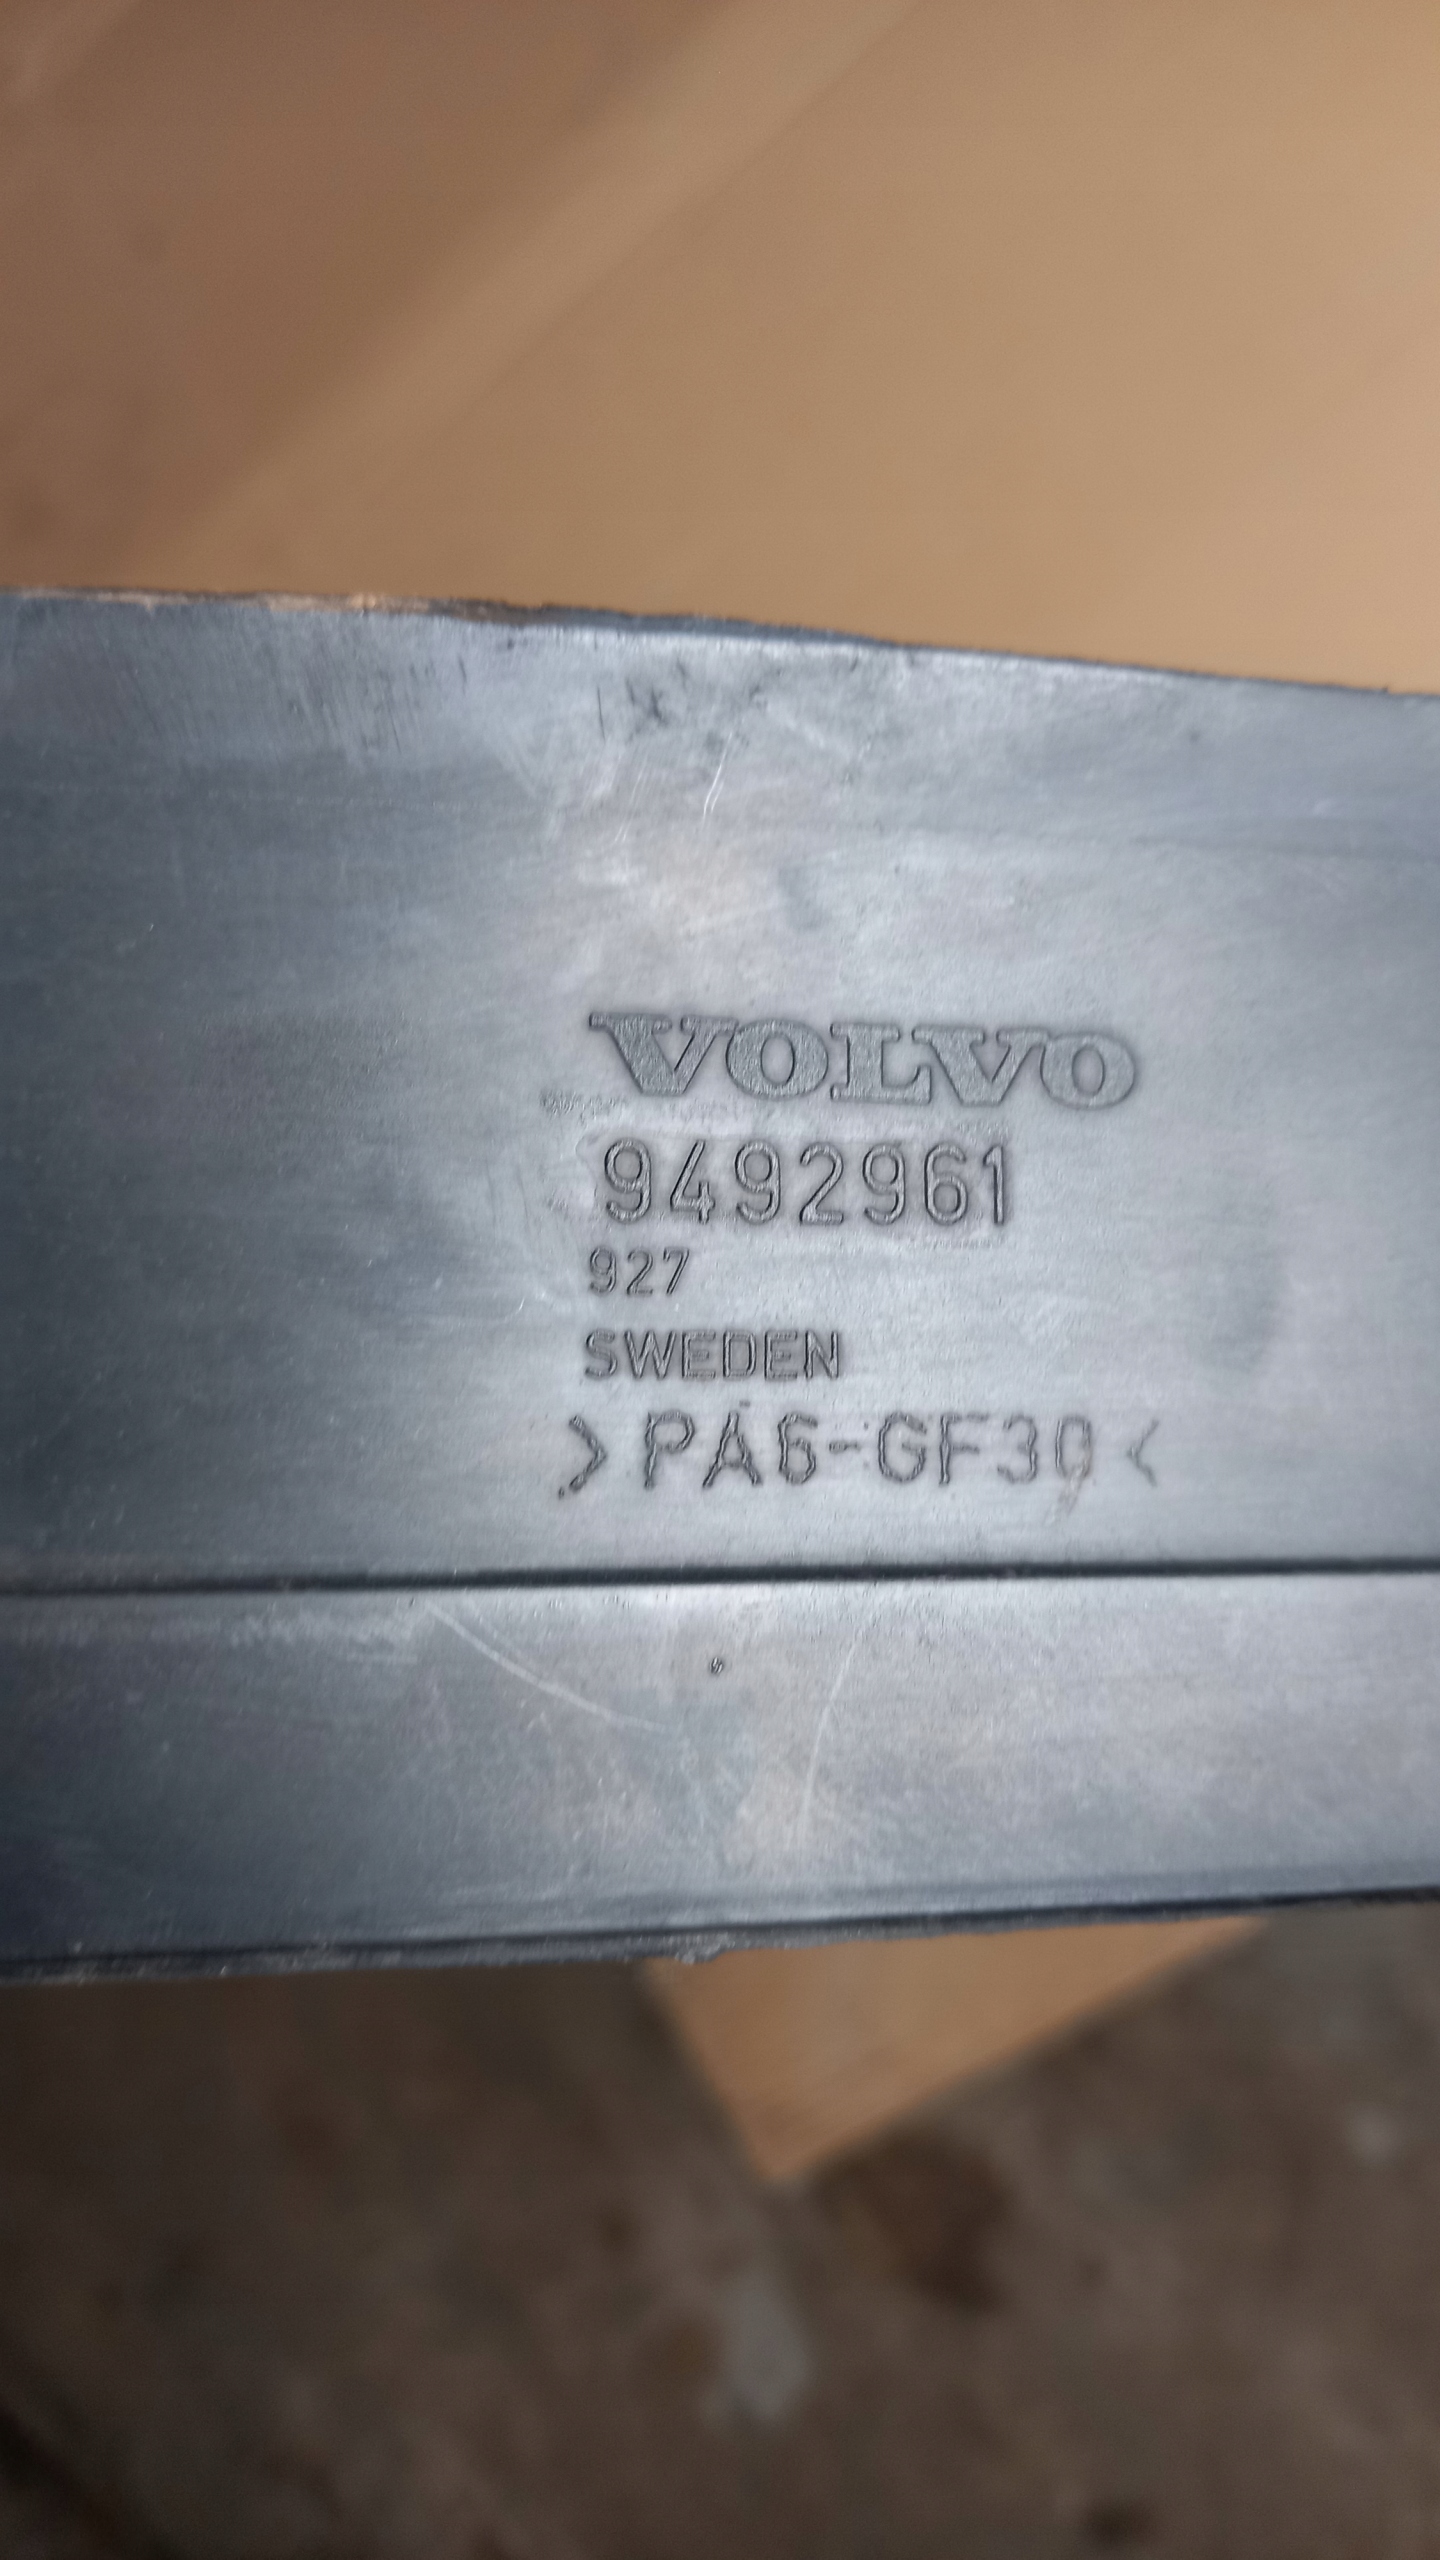 VOLVO
9492961
927
SWEDEN
>PA6-GF30<